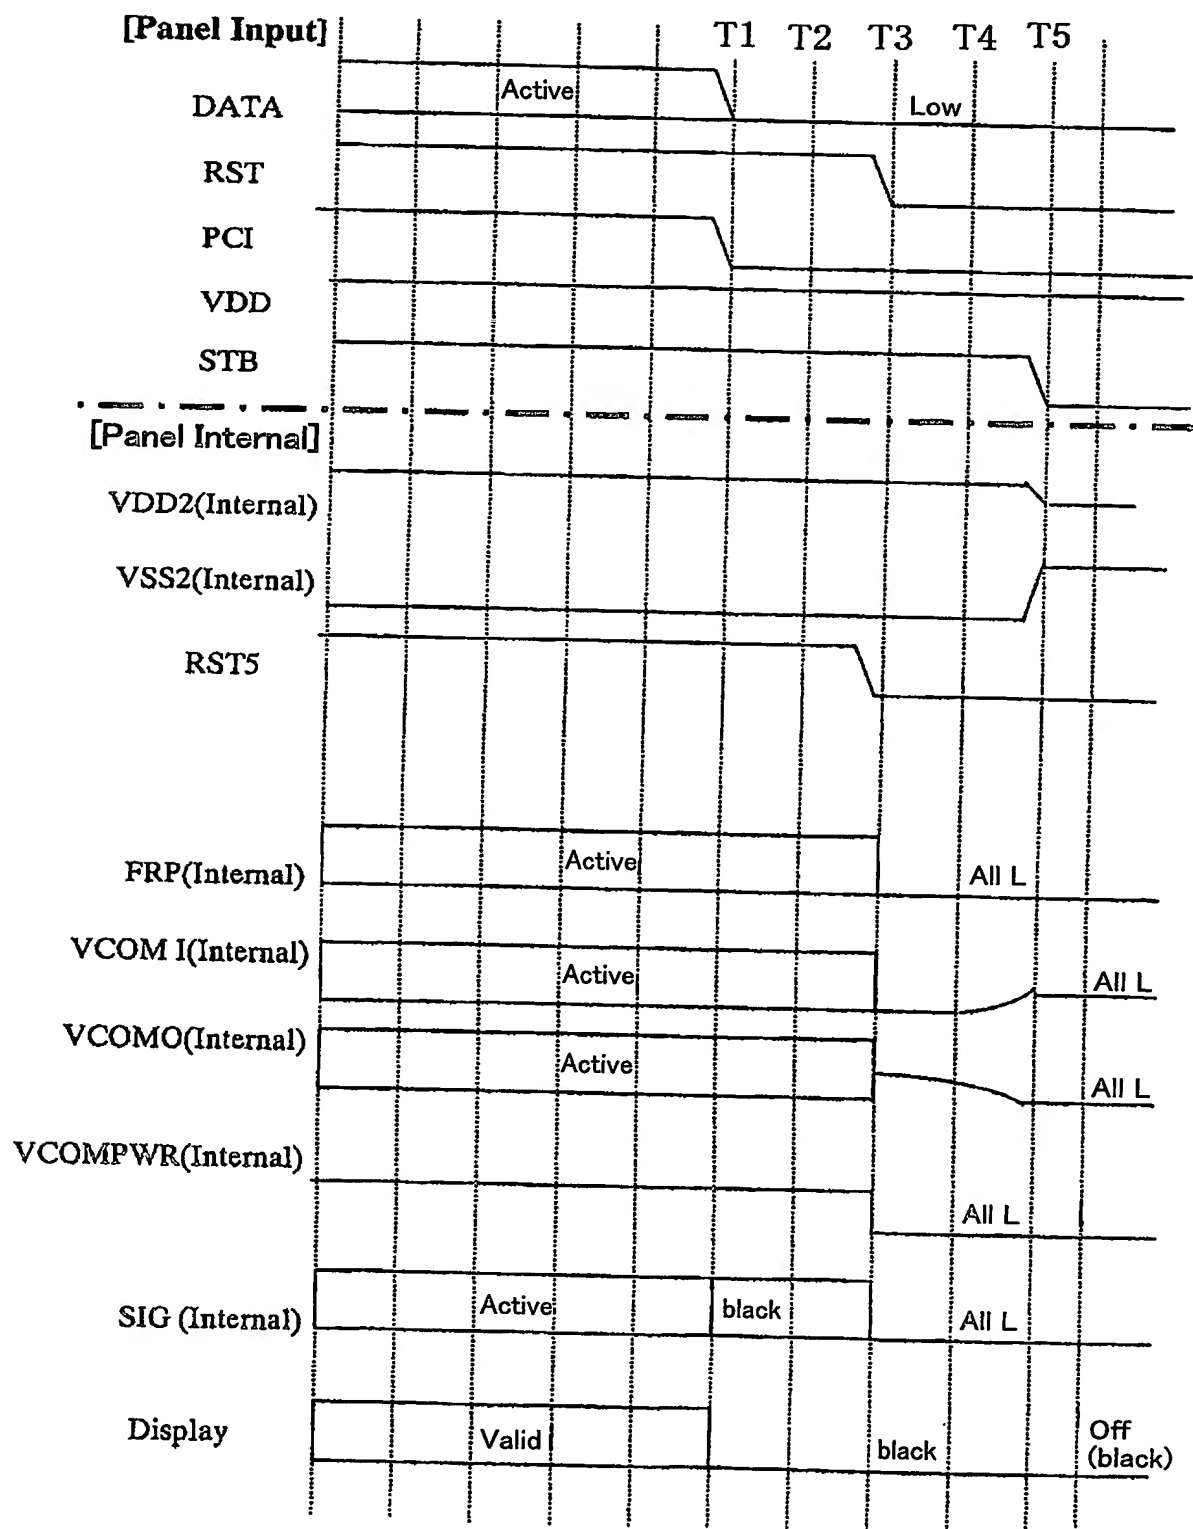 [Panel Input] T1 T2 T3 T4 T5
DATA Active Low
RST
PCI
VDD
STB
[Panel Internal]
VDD2(Internal)
VSS2(Internal)
RST5
FRP(Internal) Active All L
VCOM I(Internal) Active All L
VCOMO(Internal) Active All L
VCOMPWR(Internal) All L
SIG (Internal) Active black All L
Display Valid black Off
(black)